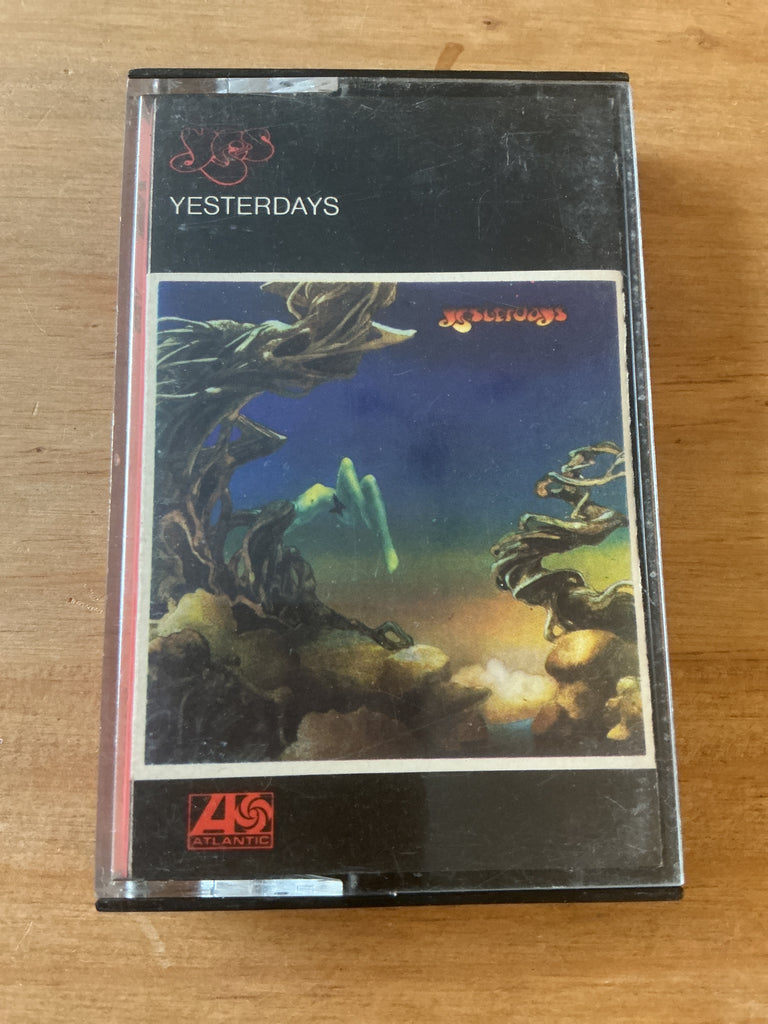 Yes
YESTERDAYS
Yesterdays
ATLANTIC